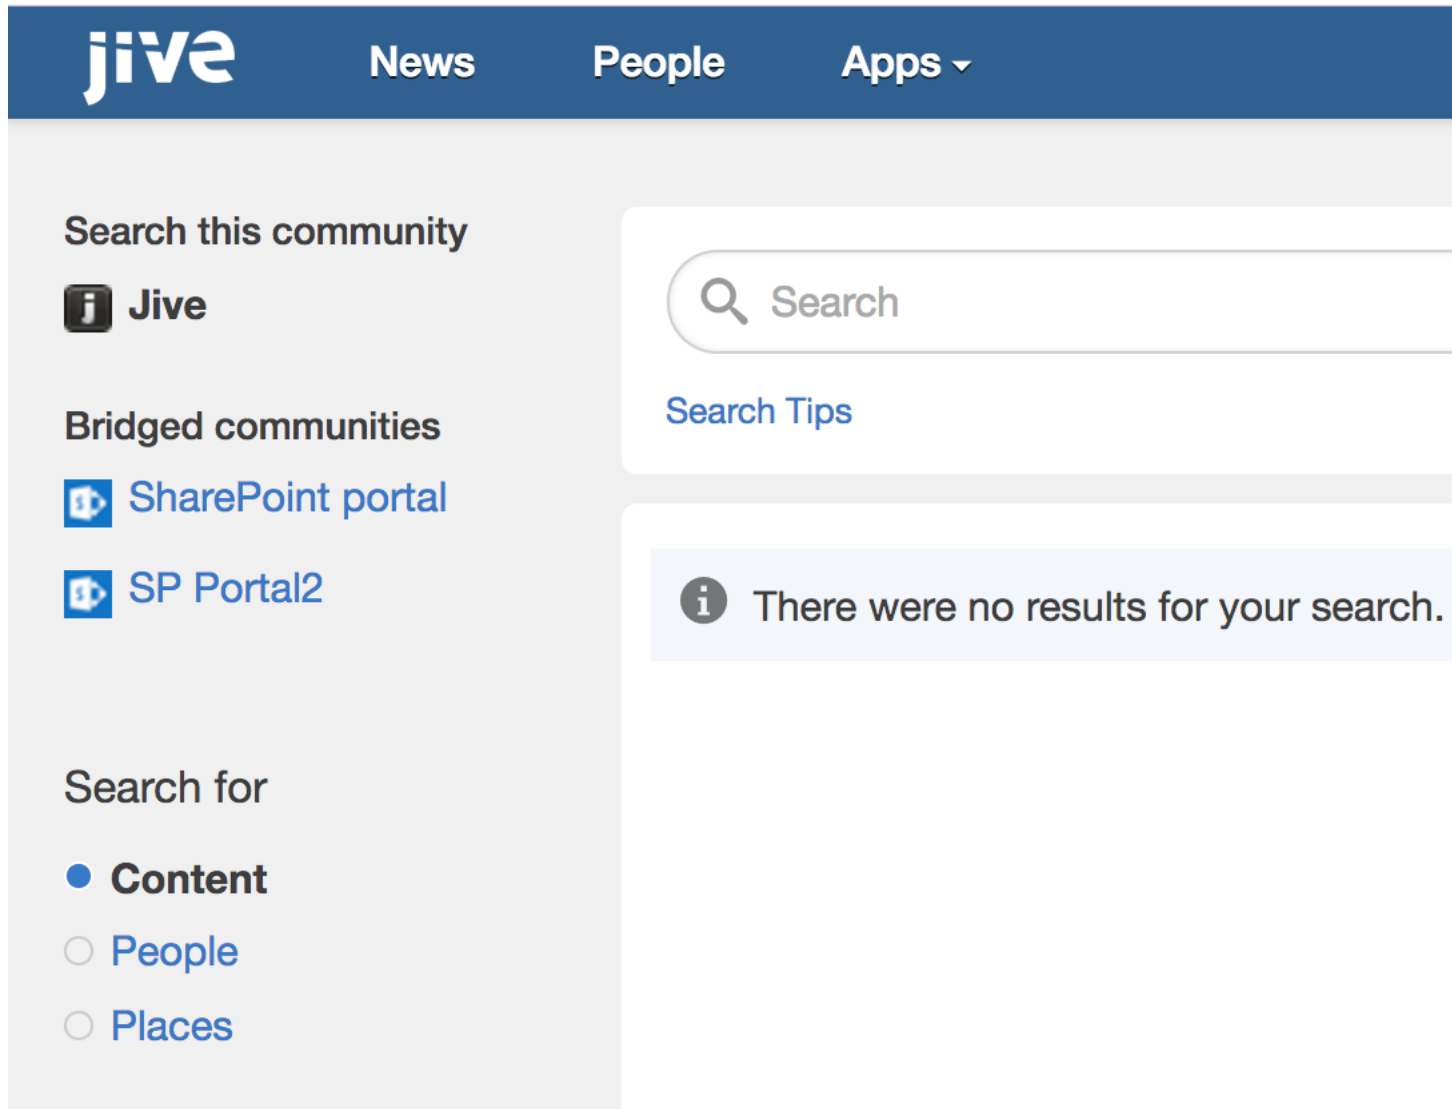 jive News People Apps
Search this community
Jive
Bridged communities
SharePoint portal
SP Portal2
Search for
Content
People
Places
Search
Search Tips
There were no results for your search.